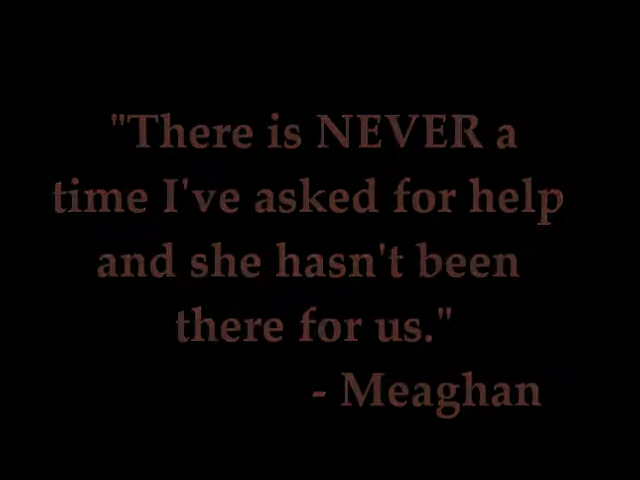 "There is NEVER a
time I've asked for help
and she hasn't been
there for us."
- Meaghan